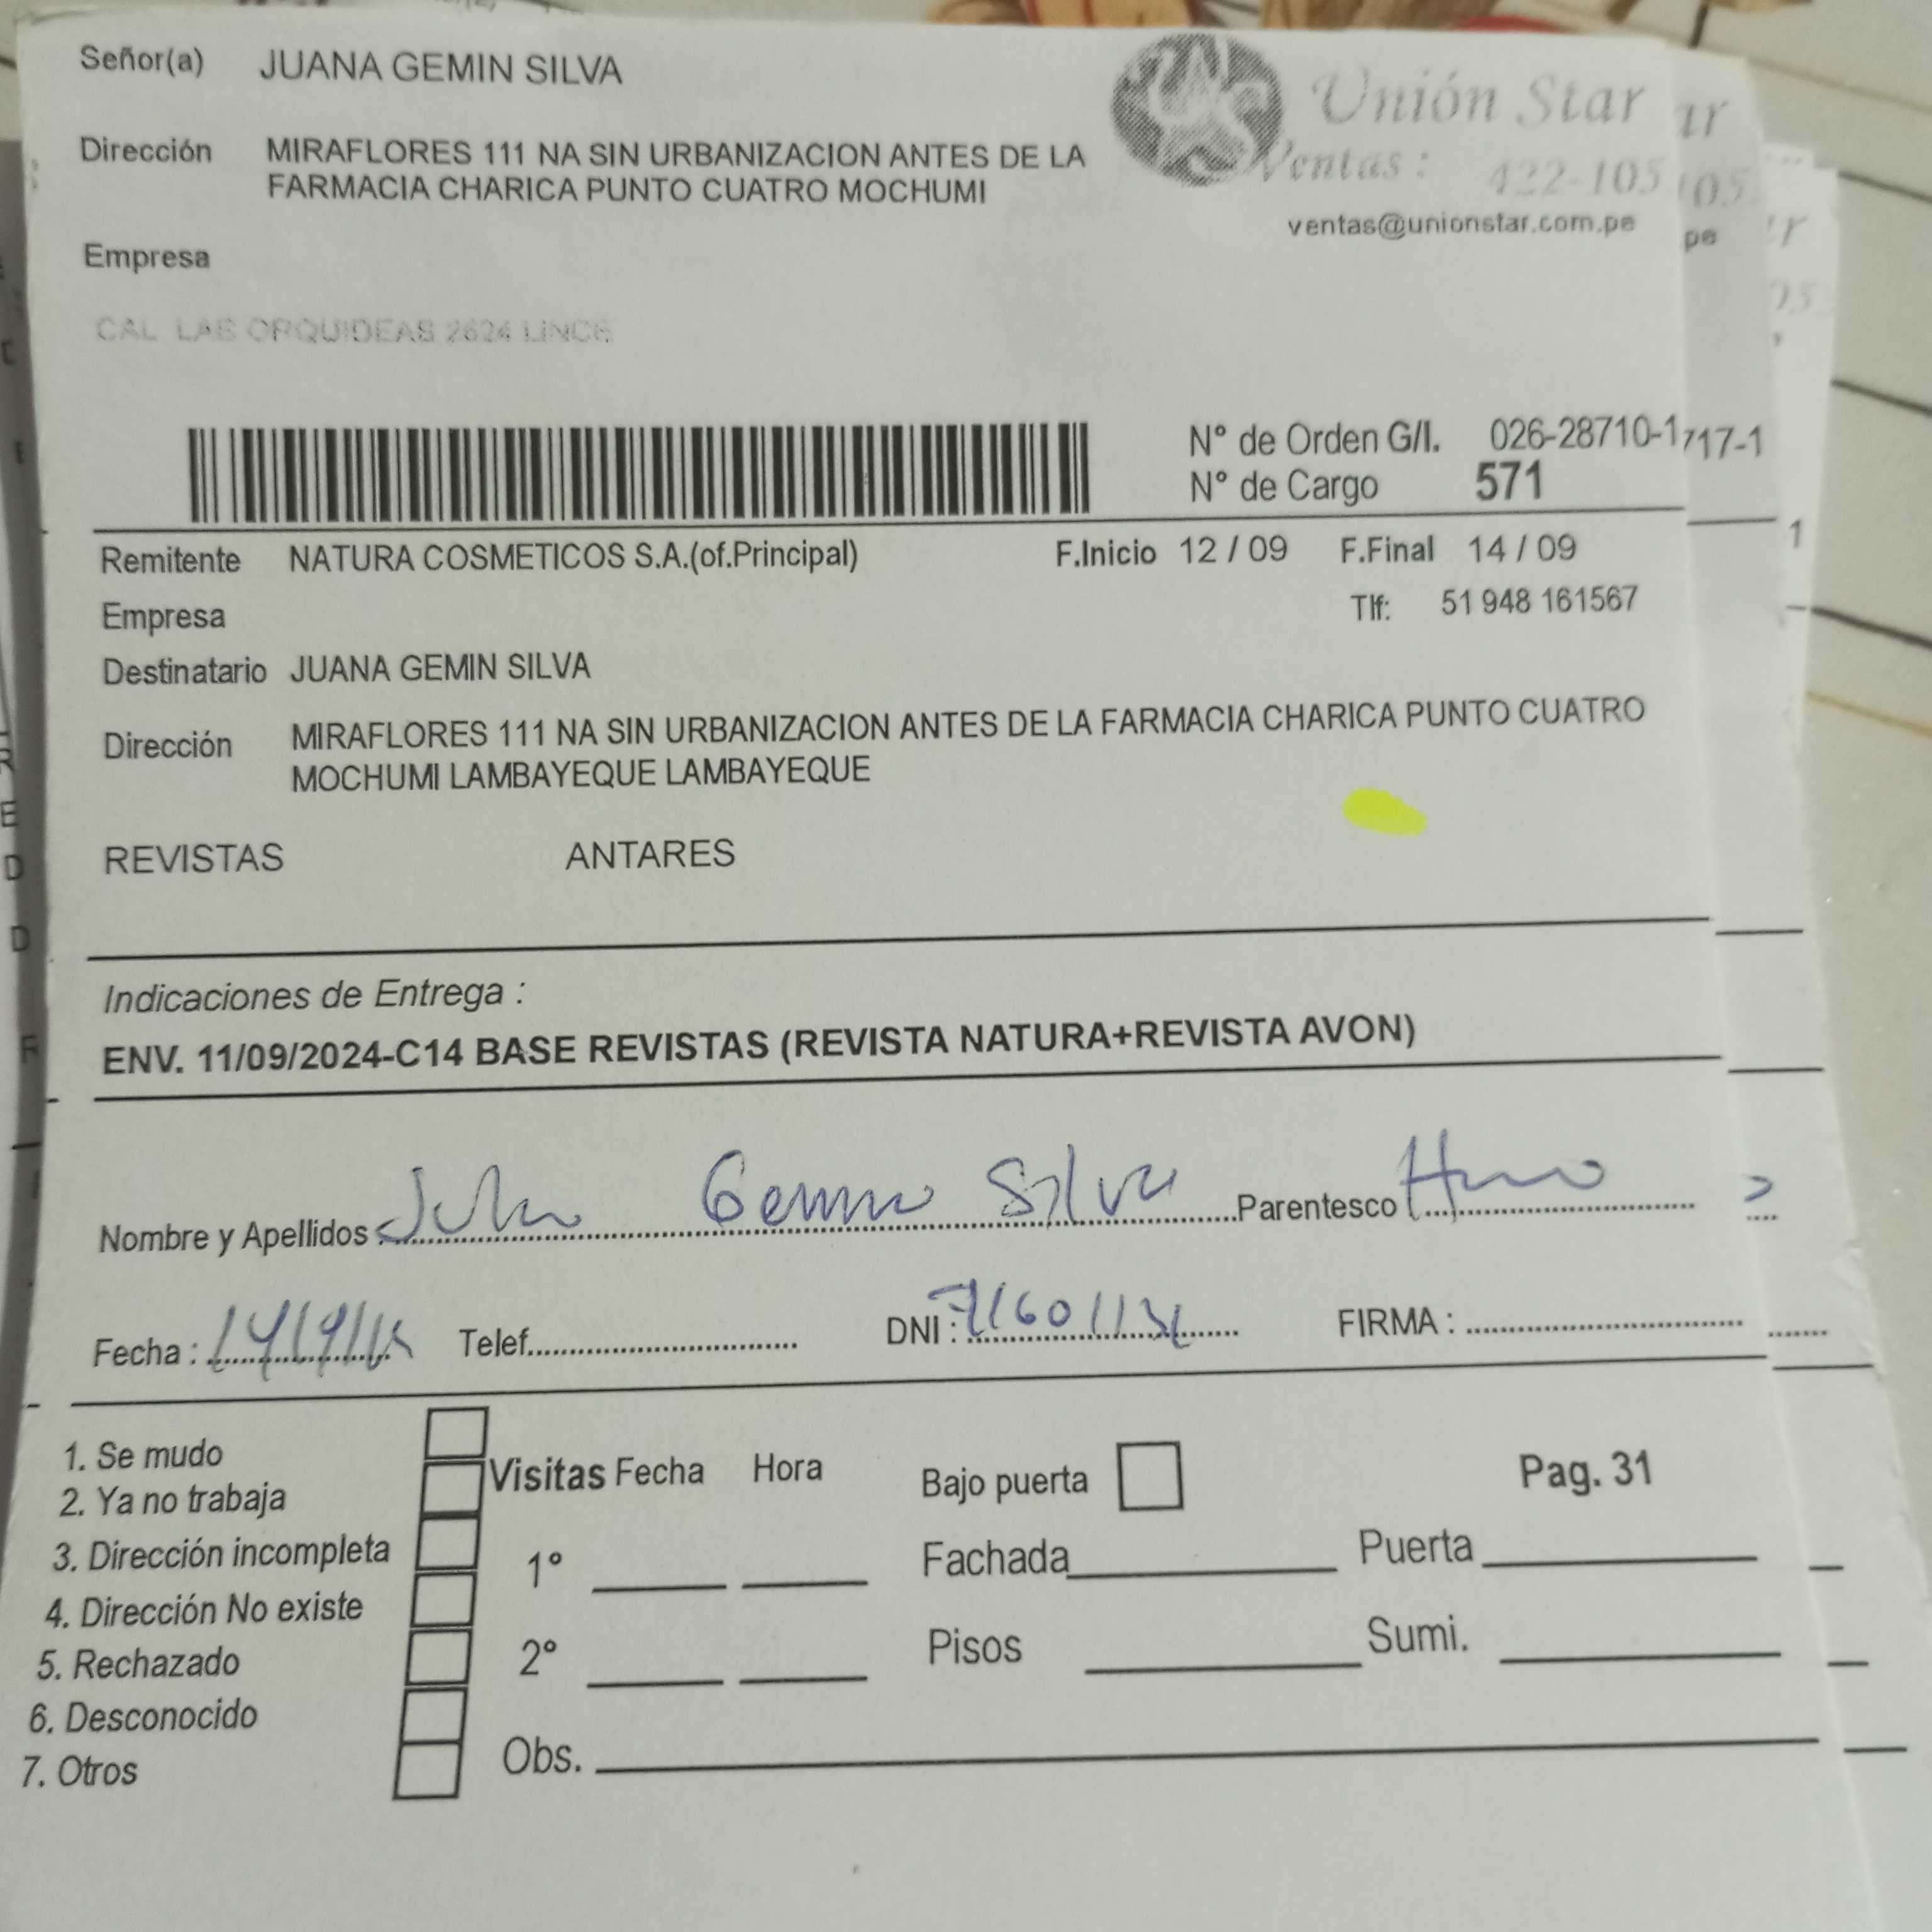 Señor(a) JUANA GEMIN SILVA
Unión Star
Dirección MIRAFLORES 111 NA SIN URBANIZACION ANTES DE LA
FARMACIA CHARICA PUNTO CUATRO MOCHUMI
Ventas : 422-105
ventas@unionstar.com.pe
Empresa
CAL LAS ORQUIDEAS 2624 LINCE
N° de Orden G/I. 026-28710-1
717-1
N° de Cargo 571
Remitente NATURA COSMETICOS S.A.(of.Principal) F.Inicio 12 / 09 F.Final 14 / 09
Empresa Tlf: 51 948 161567
Destinatario JUANA GEMIN SILVA
Dirección MIRAFLORES 111 NA SIN URBANIZACION ANTES DE LA FARMACIA CHARICA PUNTO CUATRO
MOCHUMI LAMBAYEQUE LAMBAYEQUE
REVISTAS ANTARES
Indicaciones de Entrega :
ENV. 11/09/2024-C14 BASE REVISTAS (REVISTA NATURA+REVISTA AVON)
Nombre y Apellidos : Silva Parentesco
Fecha : Telef. DNI : FIRMA :
1. Se mudo
2. Ya no trabaja
3. Dirección incompleta
4. Dirección No existe
5. Rechazado
6. Desconocido
7. Otros
Visitas Fecha Hora
1°
2°
Obs.
Bajo puerta Pag. 31
Fachada Puerta
Pisos Sumi.